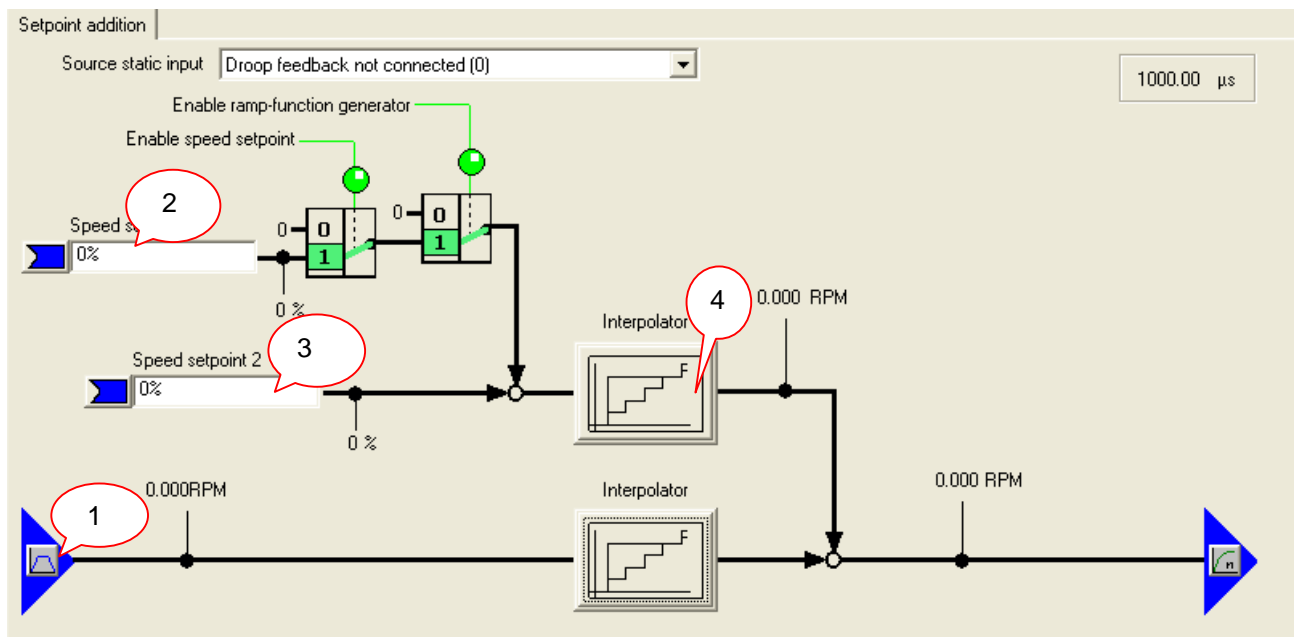 Setpoint addition
Source static input Droop feedback not connected (0)
1000.00 µs
Enable ramp-function generator
Enable speed setpoint
2
Speed
0%
0 0
1
0 0
1
0 %
4
0.000 RPM
Interpolator
3
Speed setpoint 2
0%
0 %
0.000RPM
Interpolator
0.000 RPM
1
n